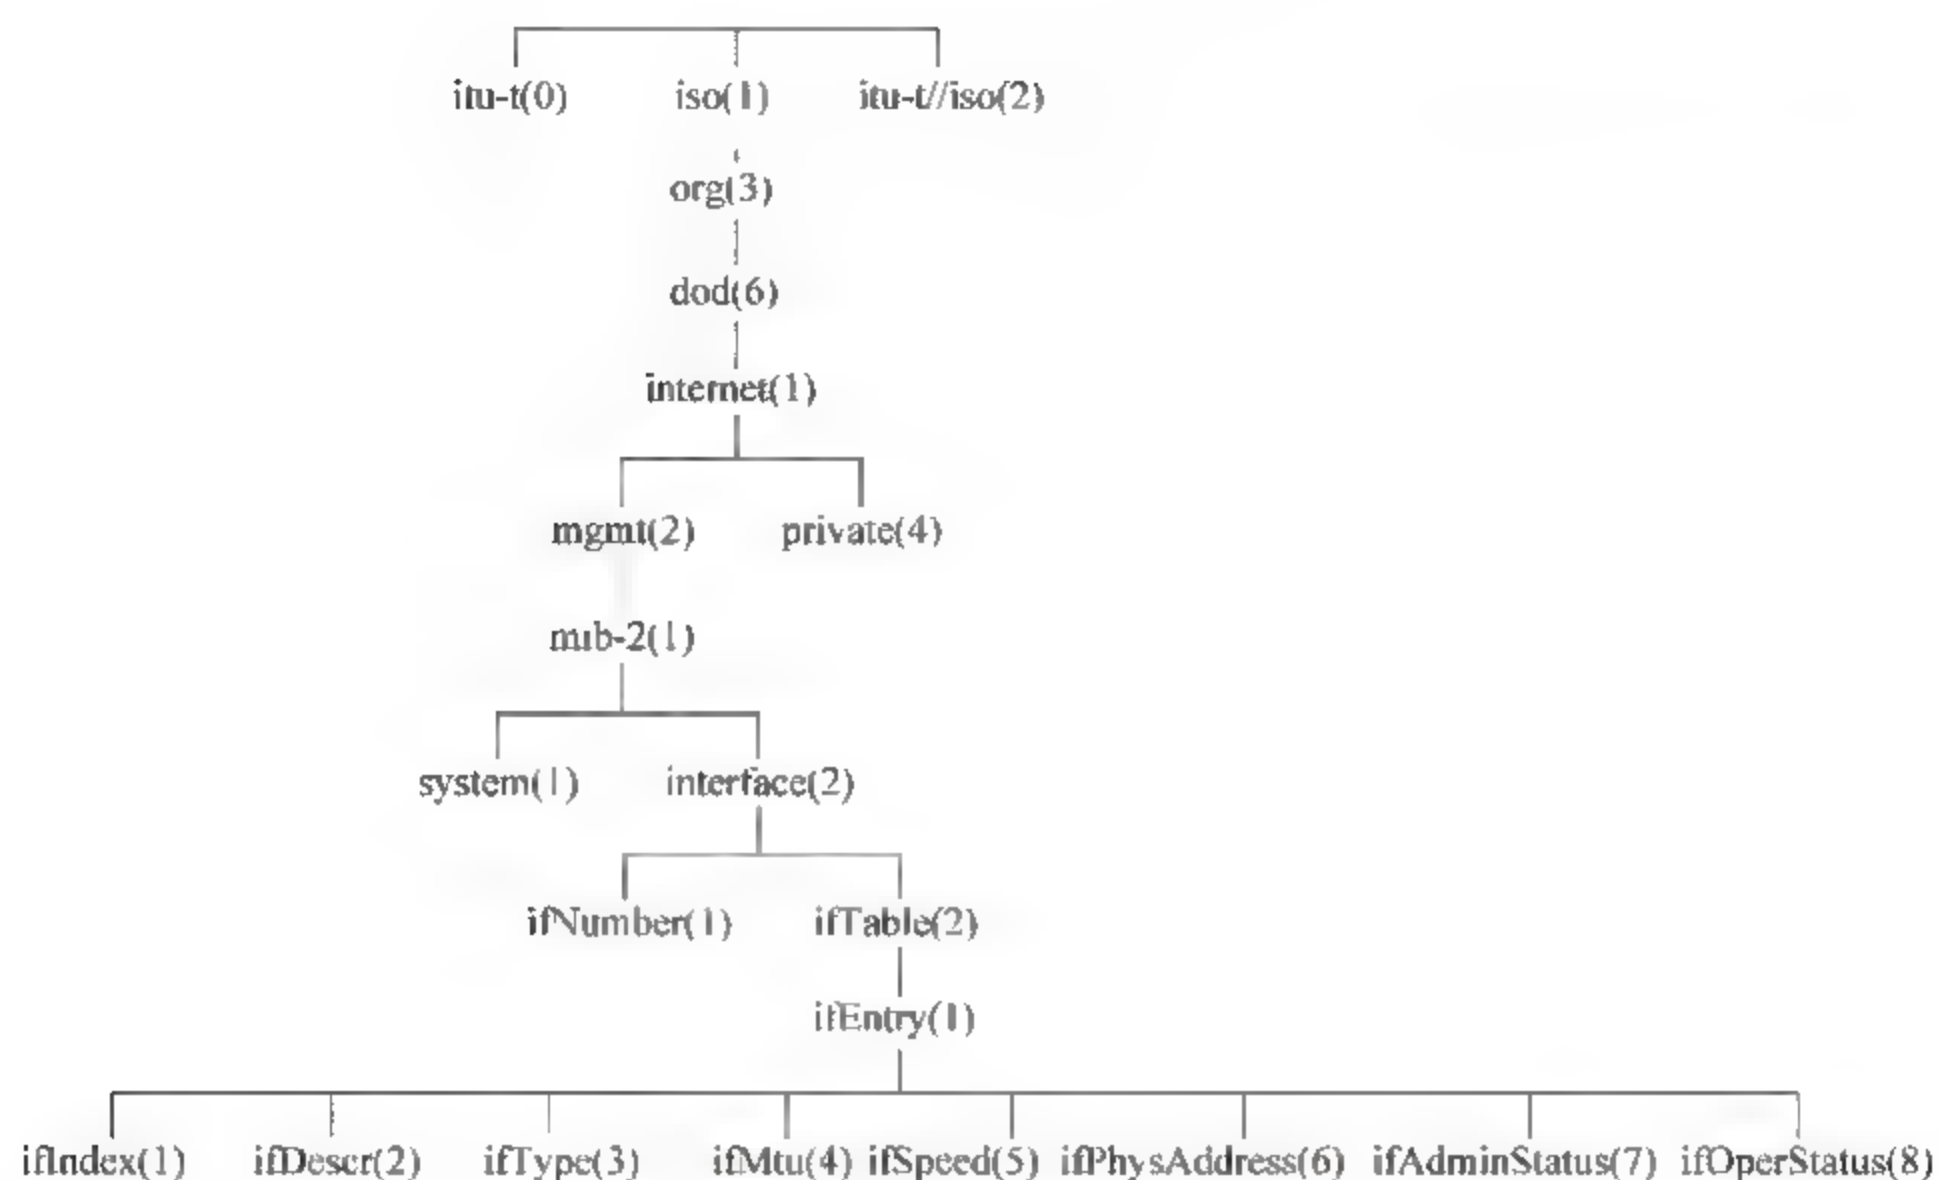 itu-t(0) iso(1) itu-t//iso(2)
org(3)
dod(6)
internet(1)
mgmt(2) private(4)
mib-2(1)
system(1) interface(2)
ifNumber(1) ifTable(2)
ifEntry(1)
ifIndex(1) ifDescr(2) ifType(3) ifMtu(4) ifSpeed(5) ifPhysAddress(6) ifAdminStatus(7) ifOperStatus(8)